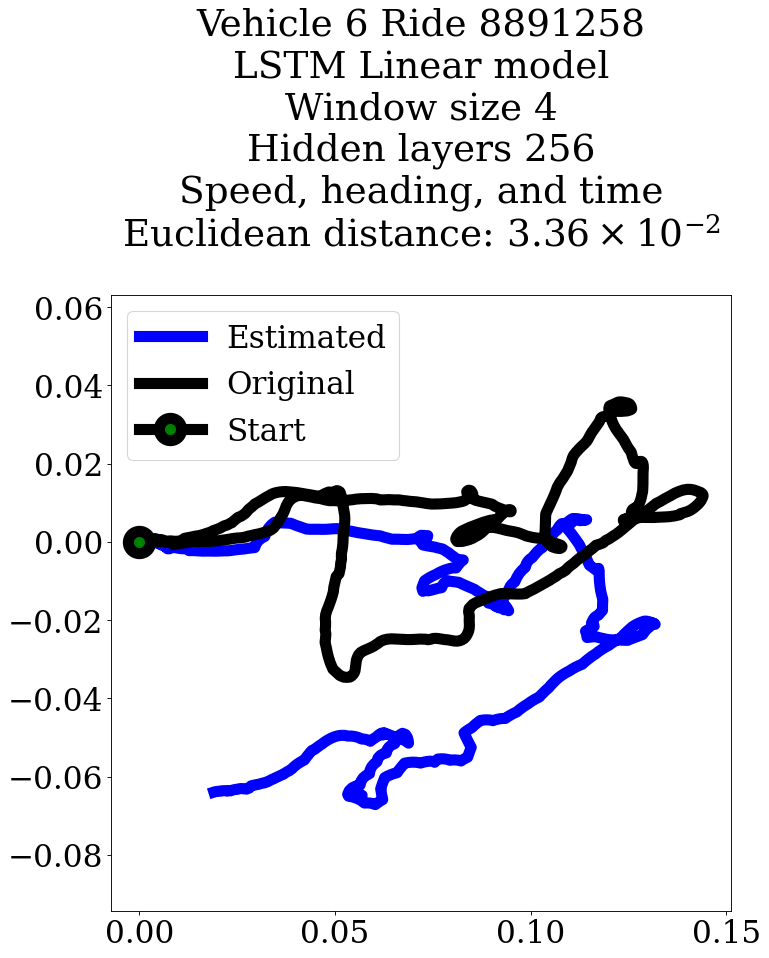 Vehicle 6 Ride 8891258
LSTM Linear model
Window size 4
Hidden layers 256
Speed, heading, and time
Euclidean distance: 3.36 × 10⁻²
0.06
Estimated
0.04
Original
Start
0.02
0.00
−0.02
−0.04
−0.06
−0.08
0.00 0.05 0.10 0.15